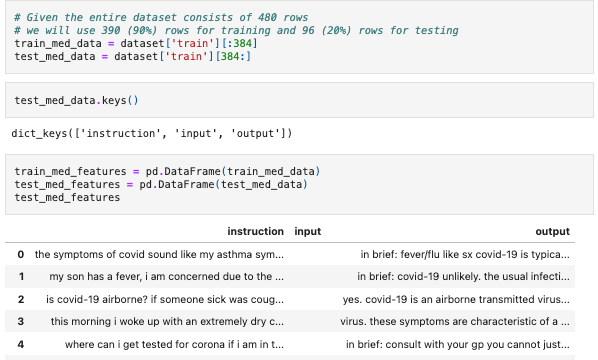 # Given the entire dataset consists of 480 rows
# we will use 390 (90%) rows for training and 96 (20%) rows for testing
train_med_data = dataset['train'][:384]
test_med_data = dataset['train'][384:]
test_med_data.keys()
dict_keys(['instruction', 'input', 'output'])
train_med_features = pd.DataFrame(train_med_data)
test_med_features = pd.DataFrame(test_med_data)
test_med_features
instruction input output
0 the symptoms of covid sound like my asthma sym... in brief: fever/flu like sx covid-19 is typica...
1 my son has a fever, i am concerned due to the ... in brief: covid-19 unlikely. the usual infecti...
2 is covid-19 airborne? if someone sick was coug... yes. covid-19 is an airborne transmitted virus...
3 this morning i woke up with an extremely dry c... virus. these symptoms are characteristic of a ...
4 where can i get tested for corona if i am in t... in brief: consult with your gp you cannot just...